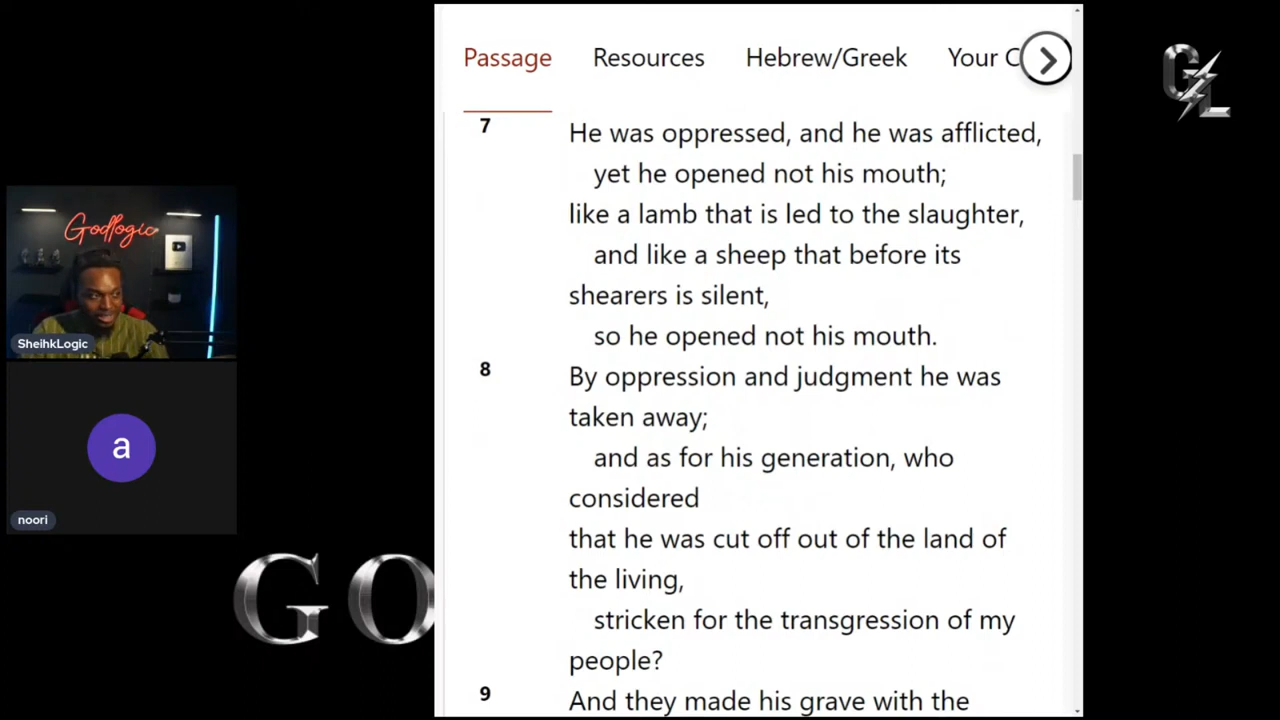 Passage Resources Hebrew/Greek Your C
7 He was oppressed, and he was afflicted,
yet he opened not his mouth;
like a lamb that is led to the slaughter,
and like a sheep that before its
shearers is silent,
so he opened not his mouth.
8 By oppression and judgment he was
taken away;
and as for his generation, who
considered
that he was cut off out of the land of
the living,
stricken for the transgression of my
people?
9 And they made his grave with the
Godlogic
SheihkLogic
a
noori
GO
GL